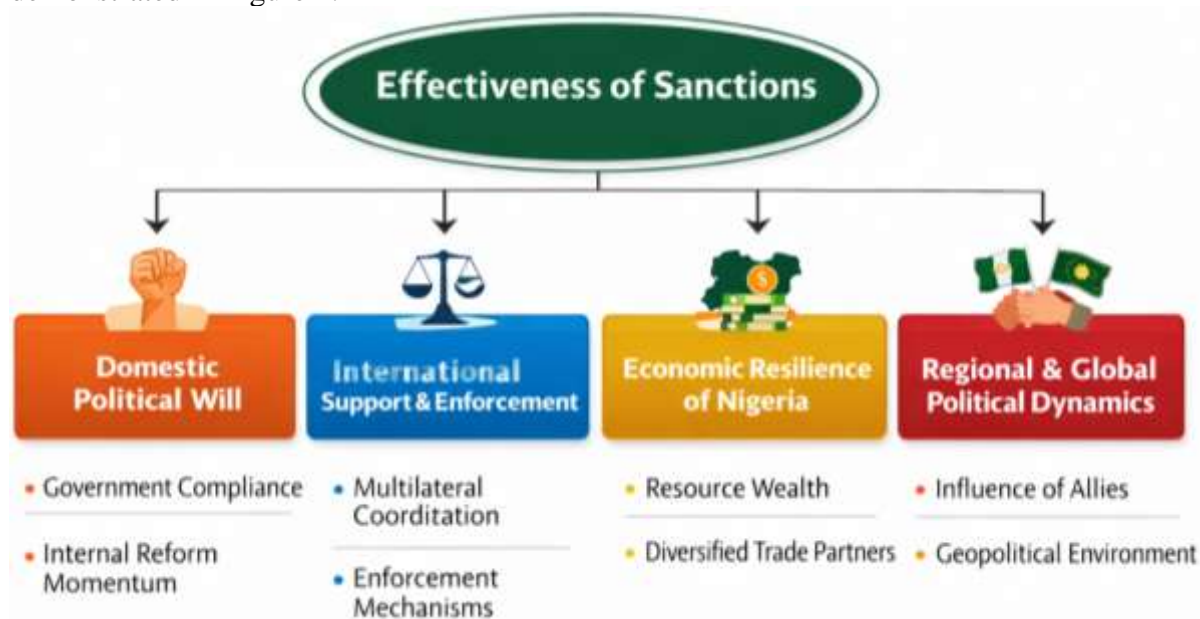 Effectiveness of Sanctions
Domestic
Political Will
International
Support & Enforcement
Economic Resilience
of Nigeria
Regional & Global
Political Dynamics
• Government Compliance
• Internal Reform
Momentum
• Multilateral
Coorditation
• Enforcement
Mechanisms
• Resource Wealth
• Diversified Trade Partners
• Influence of Allies
• Geopolitical Environment